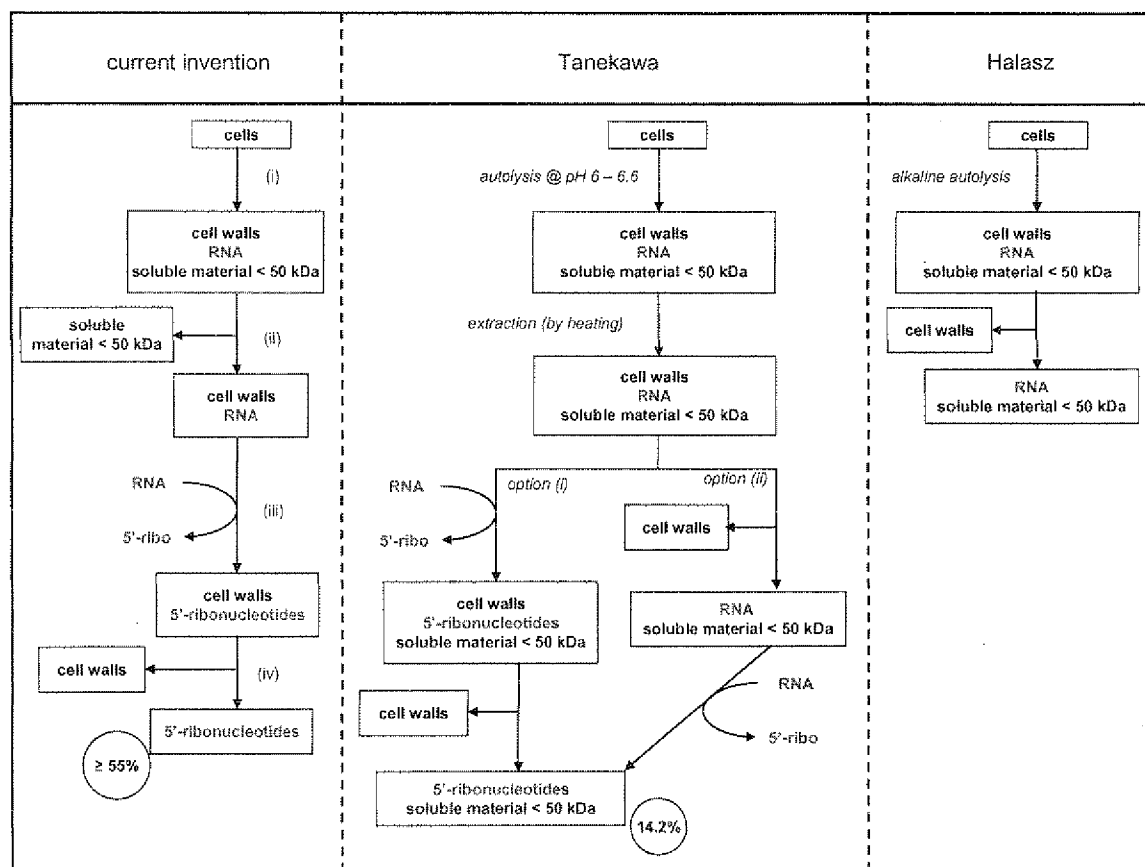 current invention
cells
(i)
cell walls
RNA
soluble material < 50 kDa
soluble
material < 50 kDa
(ii)
cell walls
RNA
RNA
(iii)
5'-ribo
cell walls
5'-ribonucleotides
cell walls
(iv)
5'-ribonucleotides
≥ 55%
Tanekawa
cells
autolysis @ pH 6 – 6.6
cell walls
RNA
soluble material < 50 kDa
extraction (by heating)
cell walls
RNA
soluble material < 50 kDa
option (i)
RNA
5'-ribo
cell walls
5'-ribonucleotides
soluble material < 50 kDa
cell walls
option (ii)
cell walls
RNA
soluble material < 50 kDa
RNA
5'-ribo
5'-ribonucleotides
soluble material < 50 kDa
14.2%
Halasz
cells
alkaline autolysis
cell walls
RNA
soluble material < 50 kDa
cell walls
RNA
soluble material < 50 kDa